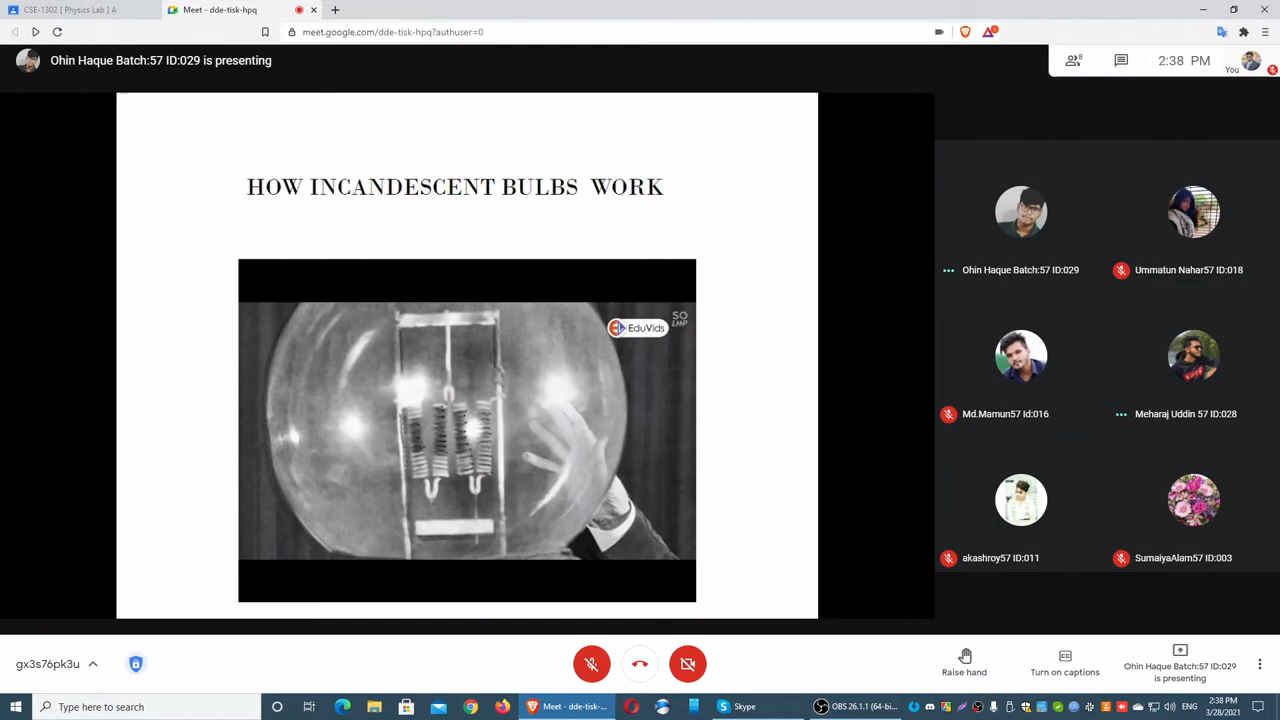 CSE-1302 [ Physics Lab ] A
Meet - dde-tisk-hpq
meet.google.com/dde-tisk-hpq?authuser=0
Ohin Haque Batch:57 ID:029 is presenting
8
2:38 PM
You
HOW INCANDESCENT BULBS WORK
EduVids
SO
Ohin Haque Batch:57 ID:029
Ummatun Nahar57 ID:018
Md.Mamun57 Id:016
Meharaj Uddin 57 ID:028
akashroy57 ID:011
SumaiyaAlam57 ID:003
gx3s76pk3u
Raise hand
Turn on captions
Ohin Haque Batch:57 ID:029
is presenting
Type here to search
Meet - dde-tisk-hp...
Skype
OBS 26.1.1 (64-bi...
ENG
2:38 PM
3/28/2021